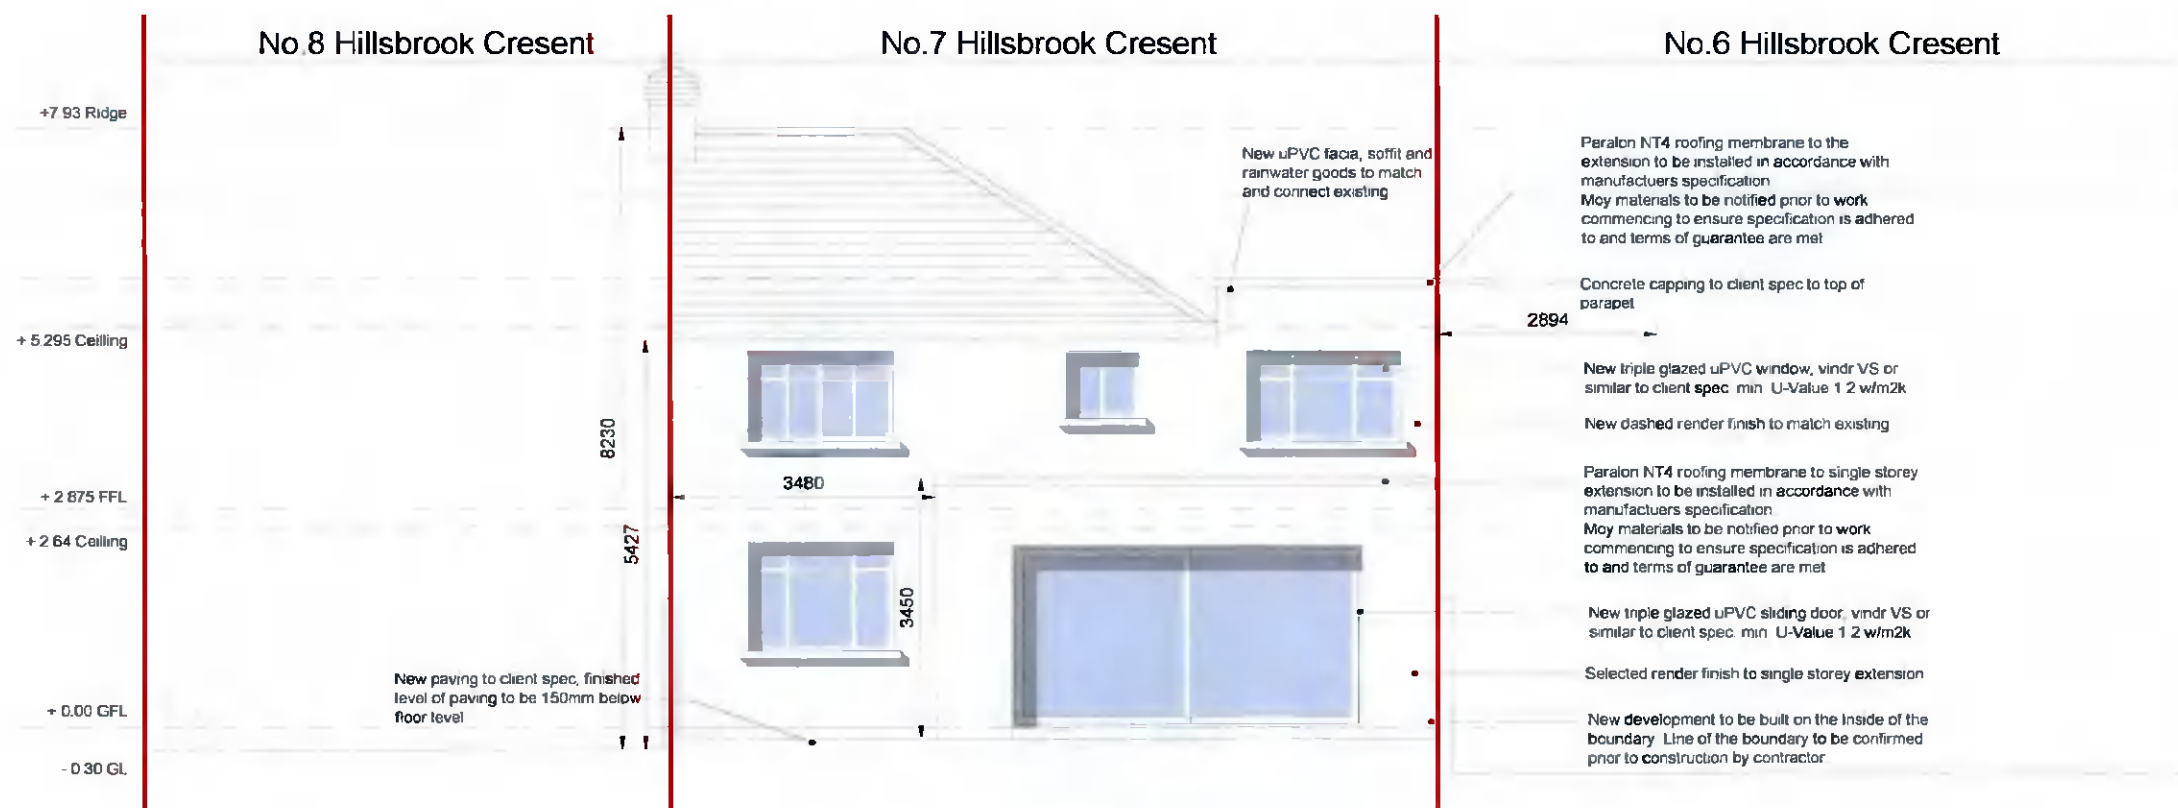 No.8 Hillsbrook Cresent
No.7 Hillsbrook Cresent
No.6 Hillsbrook Cresent
+7 93 Ridge
+ 5 295 Ceilling
+ 2 875 FFL
+ 2 64 Ceilling
+ 0.00 GFL
- 0 30 GL
8230
5427
3480
3450
2894
New uPVC facia, soffit and
rainwater goods to match
and connect existing
New paving to client spec, finished
level of paving to be 150mm below
floor level
Paralon NT4 roofing membrane to the
extension to be installed in accordance with
manufactuers specification
Moy materials to be notified prior to work
commencing to ensure specification is adhered
to and terms of guarantee are met
Concrete capping to client spec to top of
parapet
New triple glazed uPVC window, vindr VS or
similar to client spec min U-Value 1 2 w/m2k
New dashed render finish to match existing
Paralon NT4 roofing membrane to single storey
extension to be installed in accordance with
manufactuers specification
Moy materials to be notified prior to work
commencing to ensure specification is adhered
to and terms of guarantee are met
New triple glazed uPVC sliding door, vindr VS or
similar to client spec. min U-Value 1 2 w/m2k
Selected render finish to single storey extension
New development to be built on the inside of the
boundary Line of the boundary to be confirmed
prior to construction by contractor